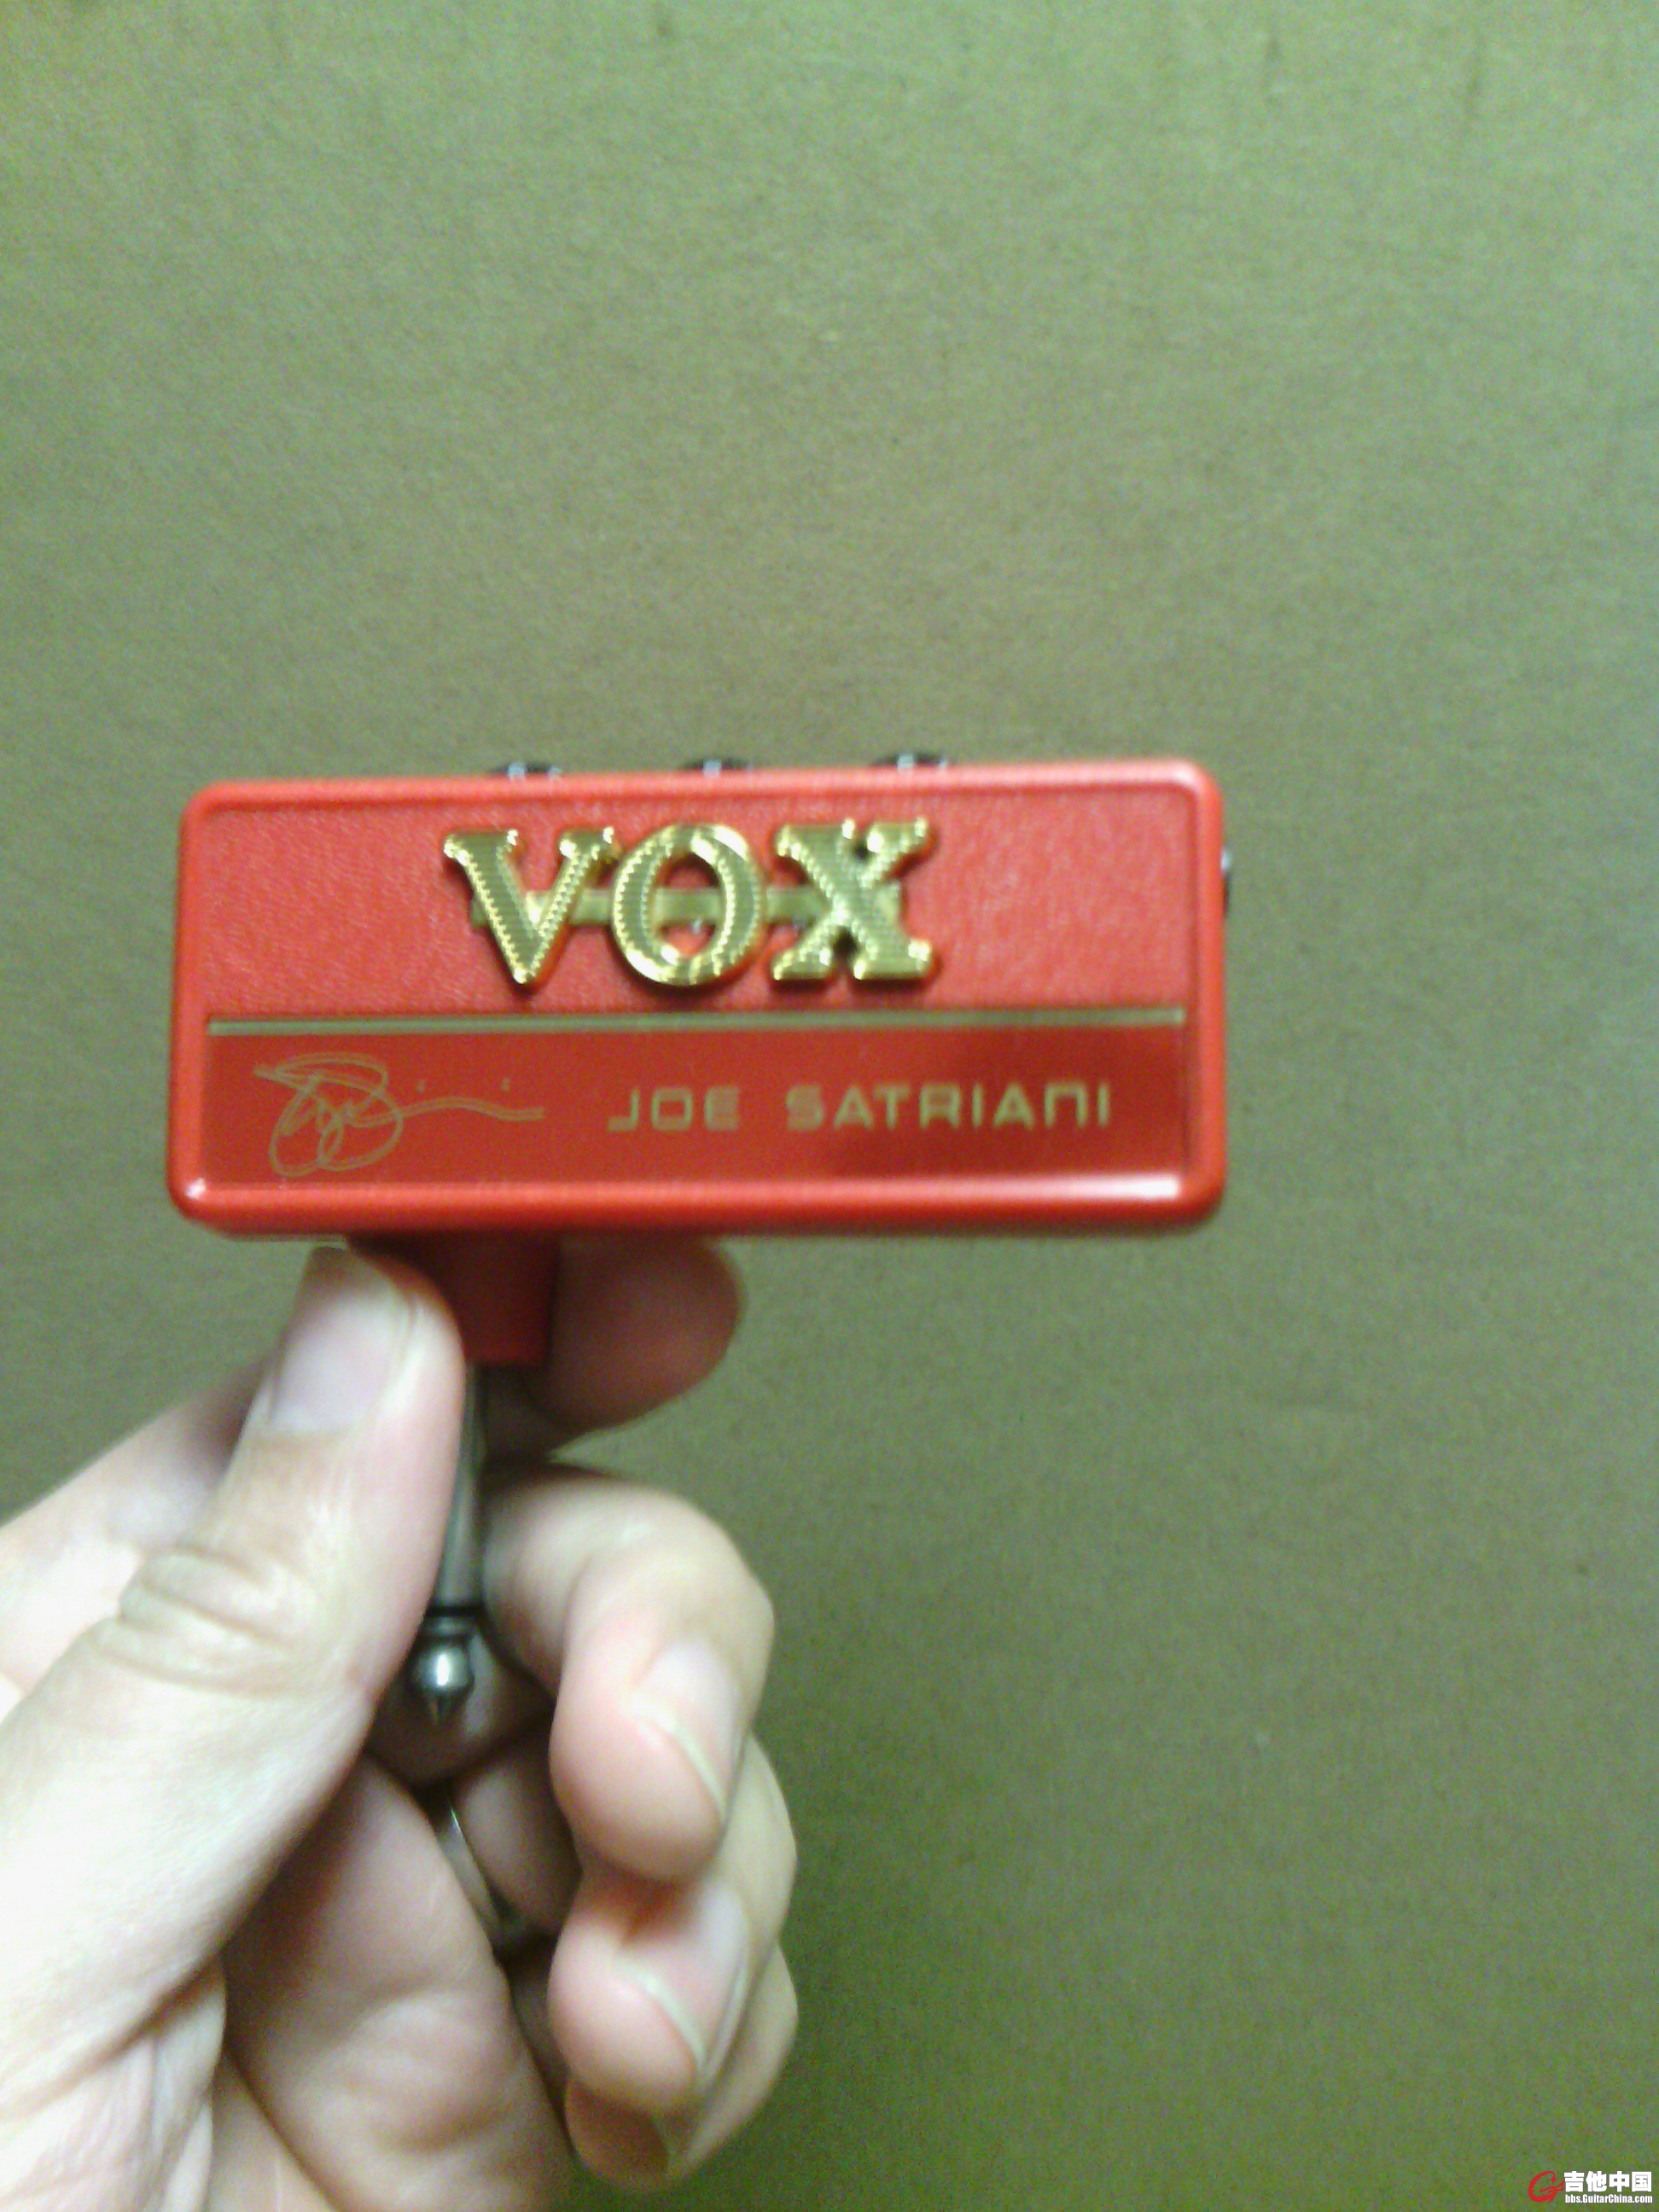 VOX
JOE SATRIANI
吉他中国
bbs.GuitarChina.com